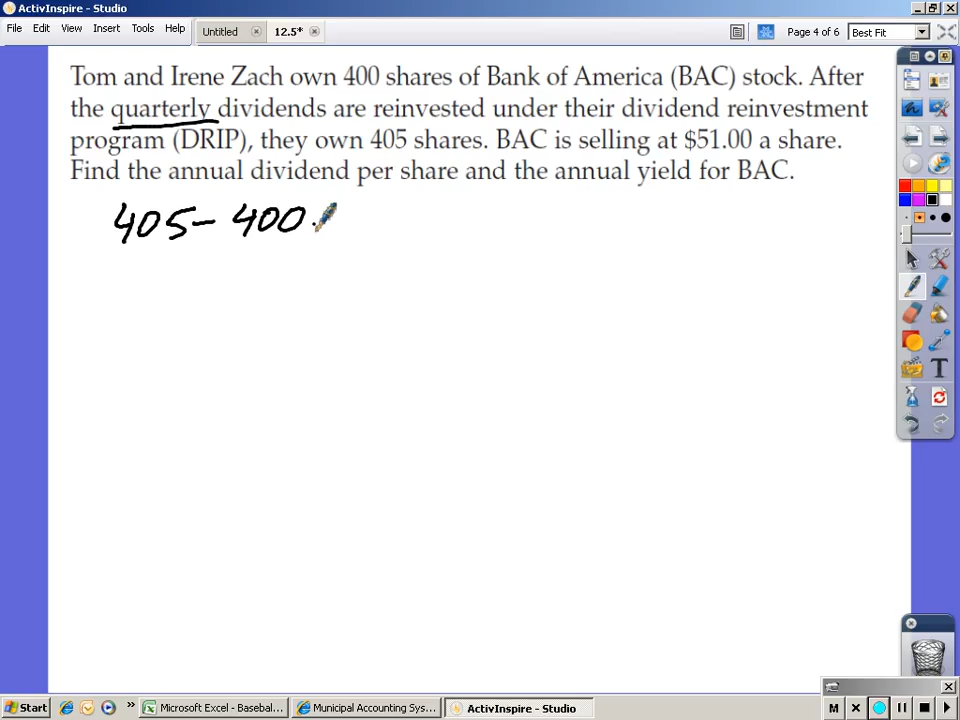 ActivInspire - Studio
File Edit View Insert Tools Help
Untitled 12.5* Page 4 of 6 Best Fit
Tom and Irene Zach own 400 shares of Bank of America (BAC) stock. After
the quarterly dividends are reinvested under their dividend reinvestment
program (DRIP), they own 405 shares. BAC is selling at $51.00 a share.
Find the annual dividend per share and the annual yield for BAC.
405 - 400
T
M
Start » Microsoft Excel - Basebal... Municipal Accounting Sys... ActivInspire - Studio